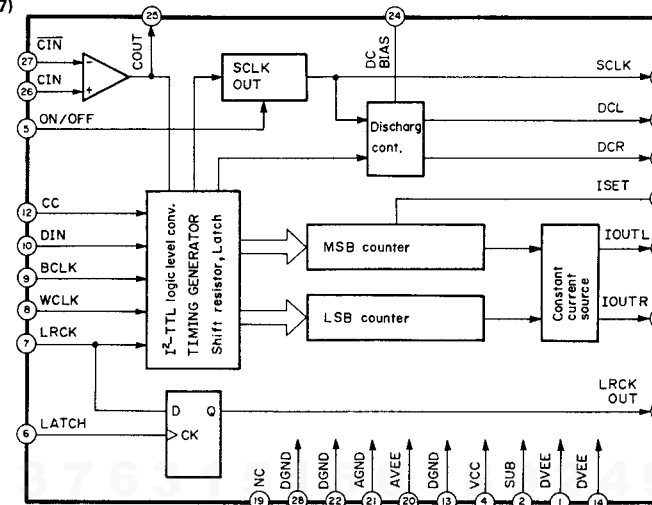 7)
25
24
CIN
27
-
COUT
DC
BIAS
SCLK
OUT
SCLK
CIN
26
+
ON/OFF
5
Discharg
cont.
DCL
DCR
ISET
CC
12
DIN
10
BCLK
9
WCLK
8
LRCK
7
I²-TTL logic level conv.
TIMING GENERATOR
Shift resistor, Latch
MSB counter
LSB counter
Constant
current
source
IOUTL
IOUTR
D
Q
CK
LRCK
OUT
LATCH
6
NC
DGND
DGND
AGND
AVEE
DGND
VCC
SUB
DVEE
DVEE
19
28
22
21
20
13
4
2
1
14